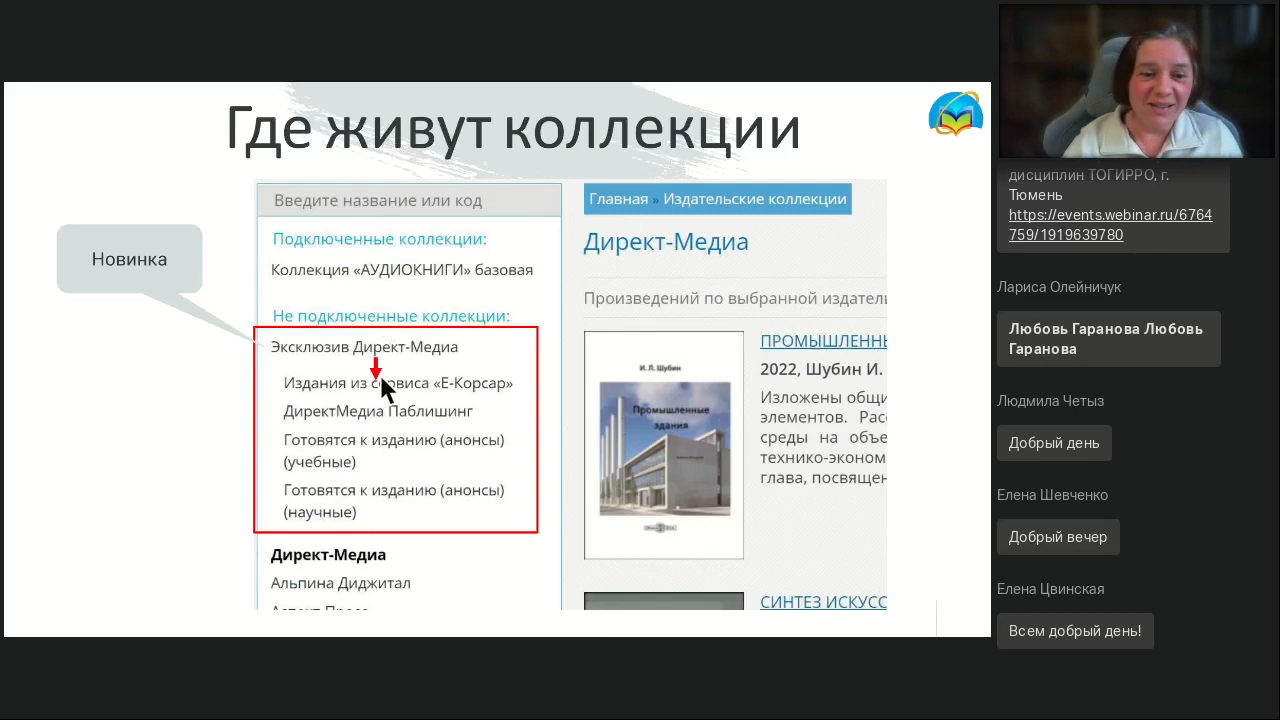 Где живут коллекции
Новинка
Введите название или код
Подключенные коллекции:
Коллекция «АУДИОКНИГИ» базовая
Не подключенные коллекции:
Эксклюзив Директ-Медиа
Издания из сервиса «Е-Корсар»
ДиректМедиа Паблишинг
Готовятся к изданию (анонсы)
(учебные)
Готовятся к изданию (анонсы)
(научные)
Директ-Медиа
Альпина Диджитал
Главная » Издательские коллекции
Директ-Медиа
Произведений по выбранной издатель
И. Л. Шубин
Промышленные
здания
ПРОМЫШЛЕНН
2022, Шубин И.
Изложены общи
элементов. Рас
среды на объе
технико-эконом
глава, посвящен
СИНТЕЗ ИСКУСС
дисциплин ТОГИРРО, г.
Тюмень
https://events.webinar.ru/6764
759/1919639780
Лариса Олейничук
Любовь Гаранова Любовь
Гаранова
Людмила Четыз
Добрый день
Елена Шевченко
Добрый вечер
Елена Цвинская
Всем добрый день!